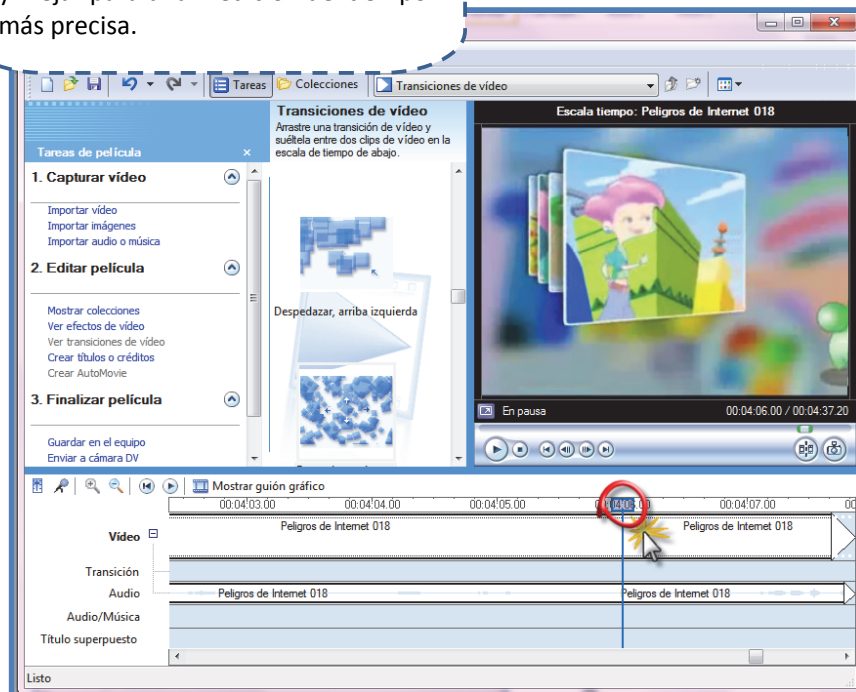 más precisa.
Tareas
Colecciones
Transiciones de vídeo
Tareas de película
×
Transiciones de vídeo
Arrastre una transición de vídeo y
suéltela entre dos clips de vídeo en la
escala de tiempo de abajo.
Escala tiempo: Peligros de Internet 018
1. Capturar vídeo
Importar vídeo
Importar imágenes
Importar audio o música
2. Editar película
Mostrar colecciones
Ver efectos de vídeo
Ver transiciones de vídeo
Crear títulos o créditos
Crear AutoMovie
3. Finalizar película
Guardar en el equipo
Enviar a cámara DV
Despedazar, arriba izquierda
En pausa
00:04:06.00 / 00:04:37.20
Mostrar guión gráfico
00:04:03.00 00:04:04.00 00:04:05.00 00:04:06.00 00:04:07.00 00
Vídeo
Peligros de Internet 018 Peligros de Internet 018
Transición
Audio
Peligros de Internet 018 Peligros de Internet 018
Audio/Música
Título superpuesto
Listo